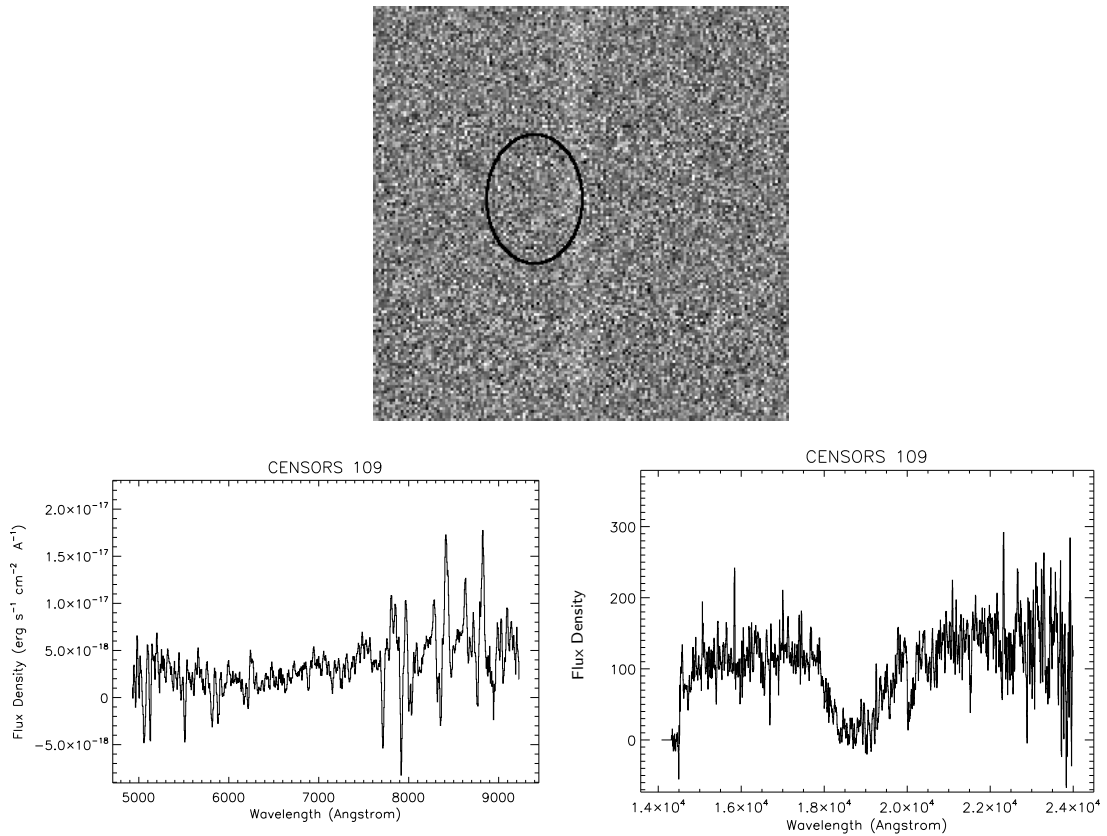 CENSORS 109
2.0×10⁻¹⁷
1.5×10⁻¹⁷
1.0×10⁻¹⁷
5.0×10⁻¹⁸
0
−5.0×10⁻¹⁸
Flux Density (erg s⁻¹ cm⁻² A⁻¹)
5000 6000 7000 8000 9000
Wavelength (Angstrom)
CENSORS 109
300
200
100
0
Flux Density
1.4×10⁴ 1.6×10⁴ 1.8×10⁴ 2.0×10⁴ 2.2×10⁴ 2.4×10⁴
Wavelength (Angstrom)